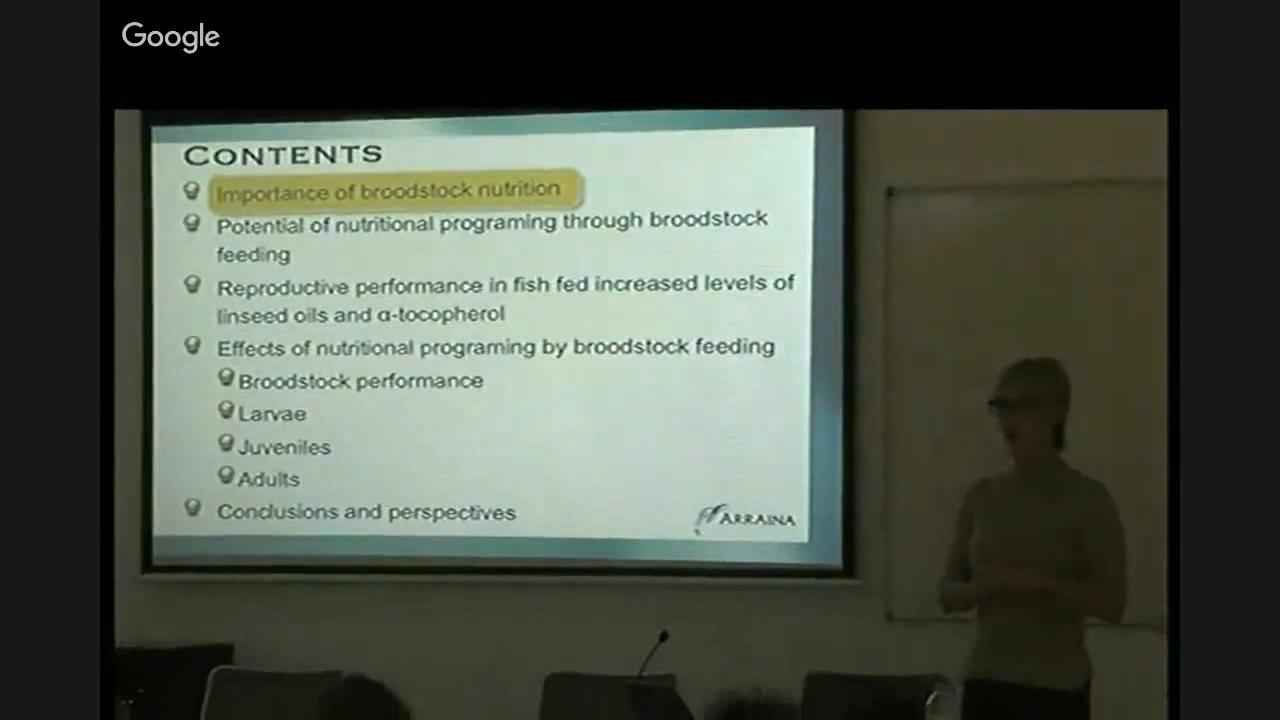 Google
CONTENTS
Importance of broodstock nutrition
Potential of nutritional programing through broodstock
feeding
Reproductive performance in fish fed increased levels of
linseed oils and α-tocopherol
Effects of nutritional programing by broodstock feeding
Broodstock performance
Larvae
Juveniles
Adults
Conclusions and perspectives
ARRAINA